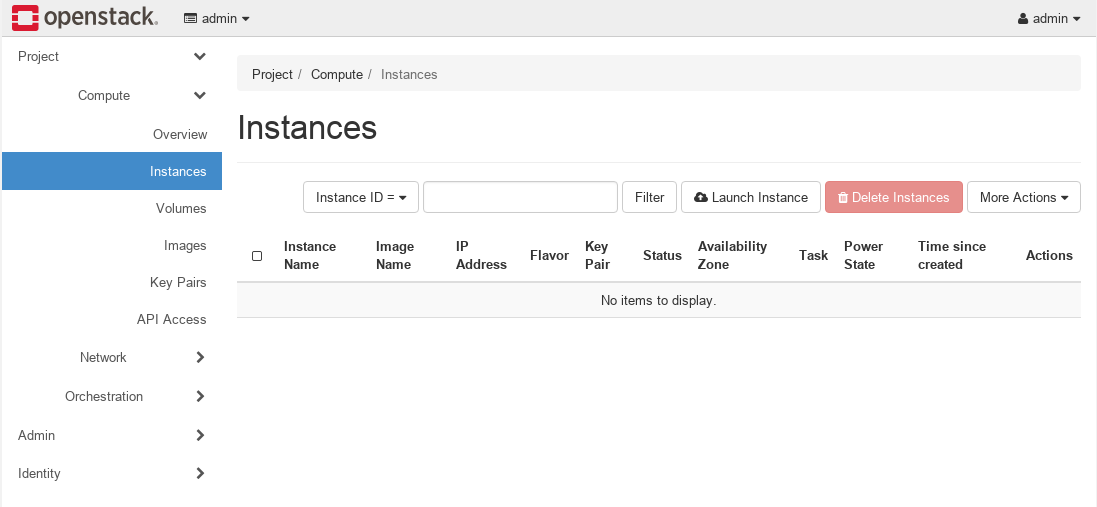 openstack. admin admin
Project
Compute
Overview
Instances
Volumes
Images
Key Pairs
API Access
Network
Orchestration
Admin
Identity
Project / Compute / Instances
Instances
Instance ID = Filter Launch Instance Delete Instances More Actions
Instance Name Image Name IP Address Flavor Key Pair Status Availability Zone Task Power State Time since created Actions
No items to display.